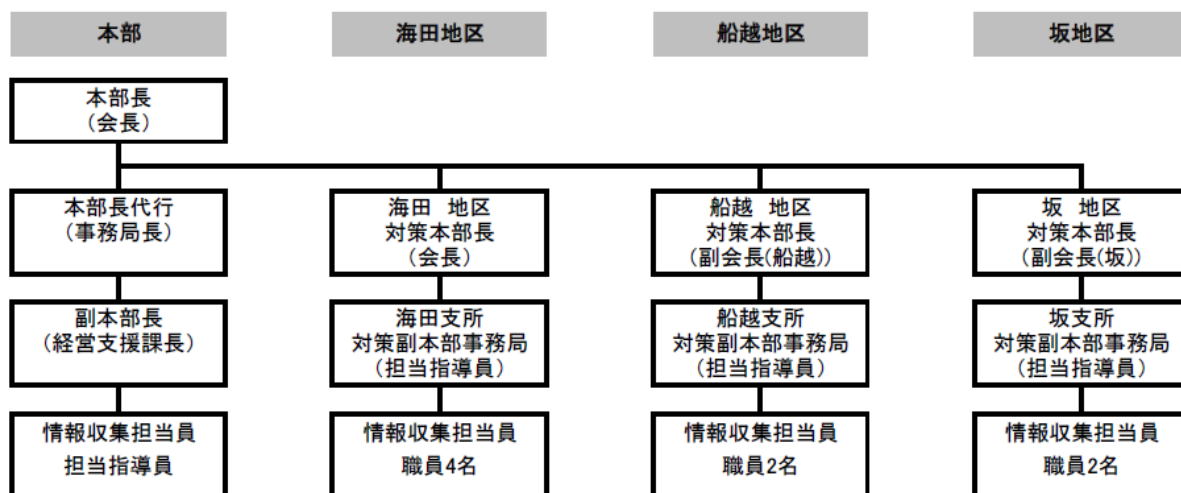 本部
海田地区
船越地区
坂地区
本部長
（会長）
本部長代行
（事務局長）
海田 地区
対策本部長
（会長）
船越 地区
対策本部長
（副会長(船越)）
坂 地区
対策本部長
（副会長(坂)）
副本部長
（経営支援課長）
海田支所
対策副本部事務局
（担当指導員）
船越支所
対策副本部事務局
（担当指導員）
坂支所
対策副本部事務局
（担当指導員）
情報収集担当員
担当指導員
情報収集担当員
職員4名
情報収集担当員
職員2名
情報収集担当員
職員2名